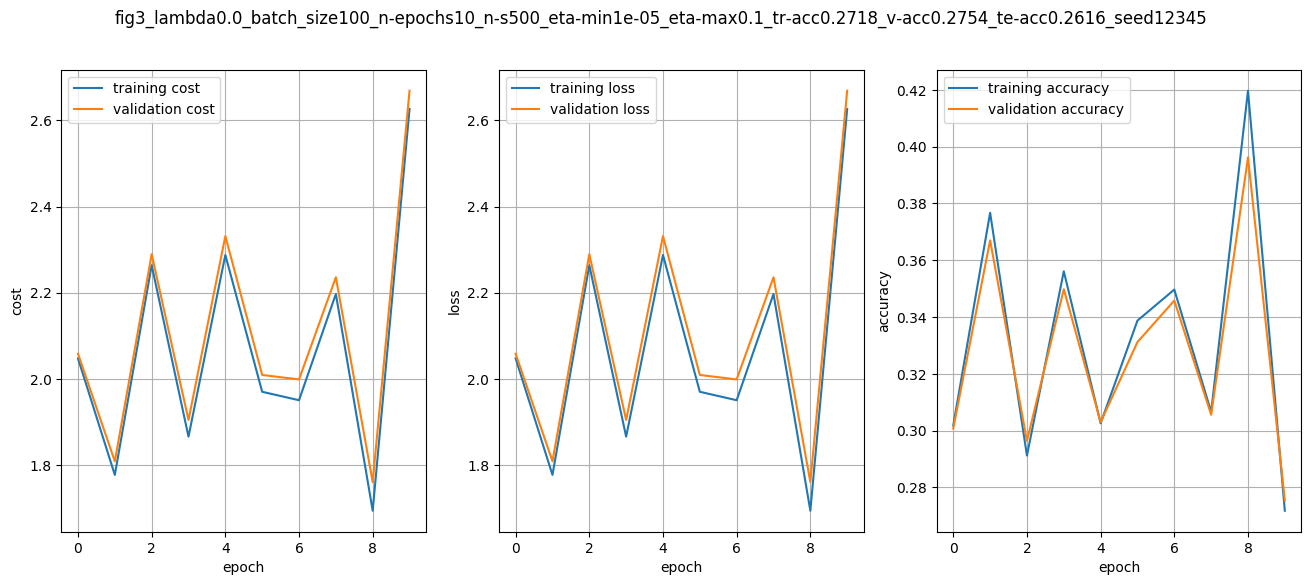 fig3_lambda0.0_batch_size100_n-epochs10_n-s500_eta-min1e-05_eta-max0.1_tr-acc0.2718_v-acc0.2754_te-acc0.2616_seed12345
training cost
validation cost
2.6
2.4
2.2
2.0
1.8
cost
0 2 4 6 8
epoch
training loss
validation loss
2.6
2.4
2.2
2.0
1.8
loss
0 2 4 6 8
epoch
training accuracy
validation accuracy
0.42
0.40
0.38
0.36
0.34
0.32
0.30
0.28
accuracy
0 2 4 6 8
epoch